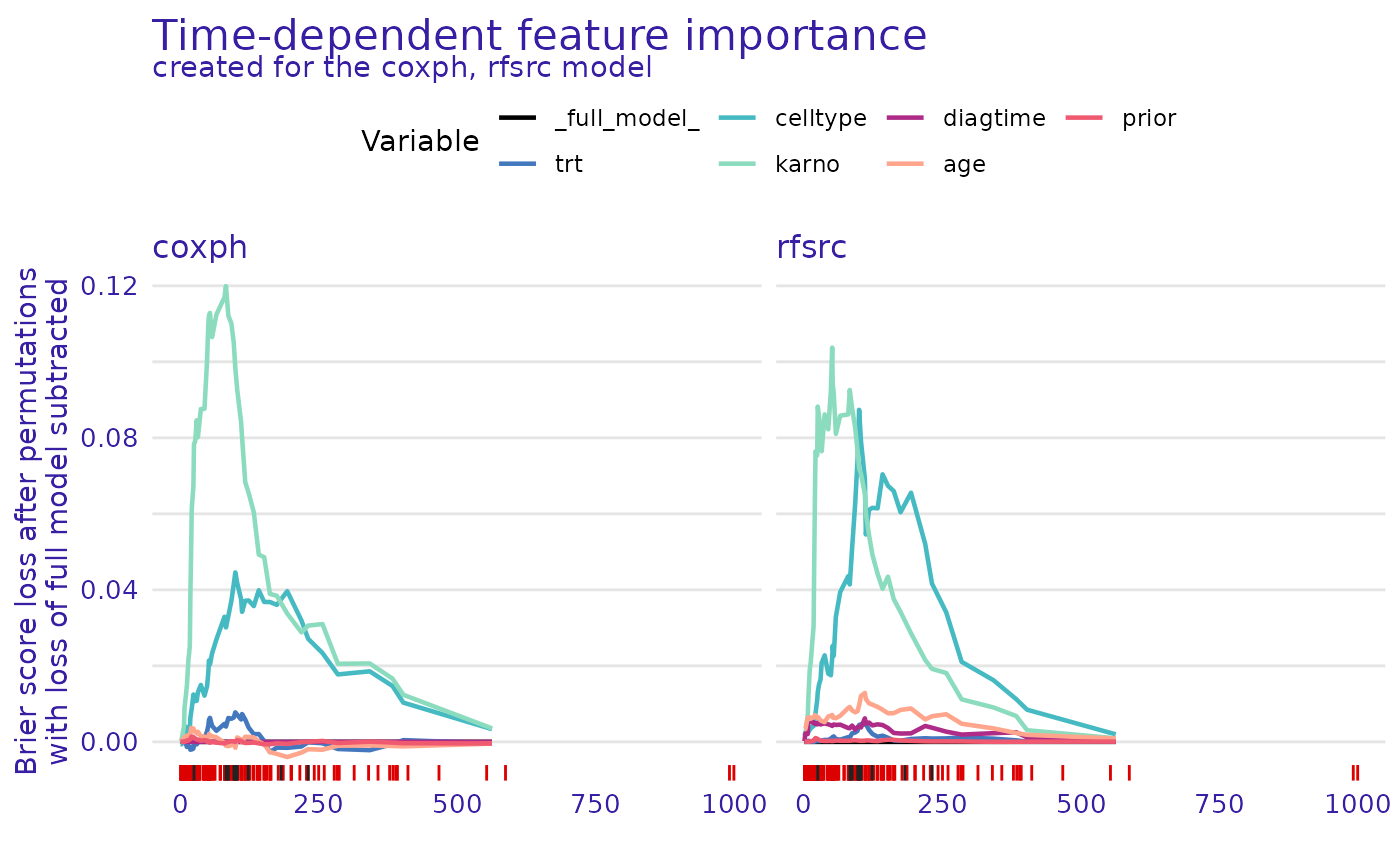 Time-dependent feature importance
created for the coxph, rfsrc model
Variable
_full_model_ celltype diagtime prior
trt karno age
coxph rfsrc
Brier score loss after permutations
with loss of full model subtracted
0.12
0.08
0.04
0.00
0 250 500 750 1000 0 250 500 750 1000